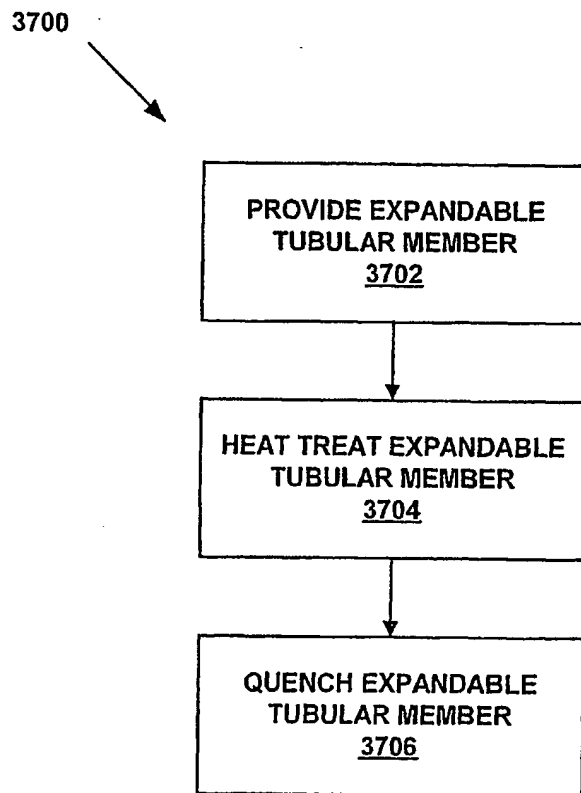 3700
PROVIDE EXPANDABLE
TUBULAR MEMBER
3702
HEAT TREAT EXPANDABLE
TUBULAR MEMBER
3704
QUENCH EXPANDABLE
TUBULAR MEMBER
3706